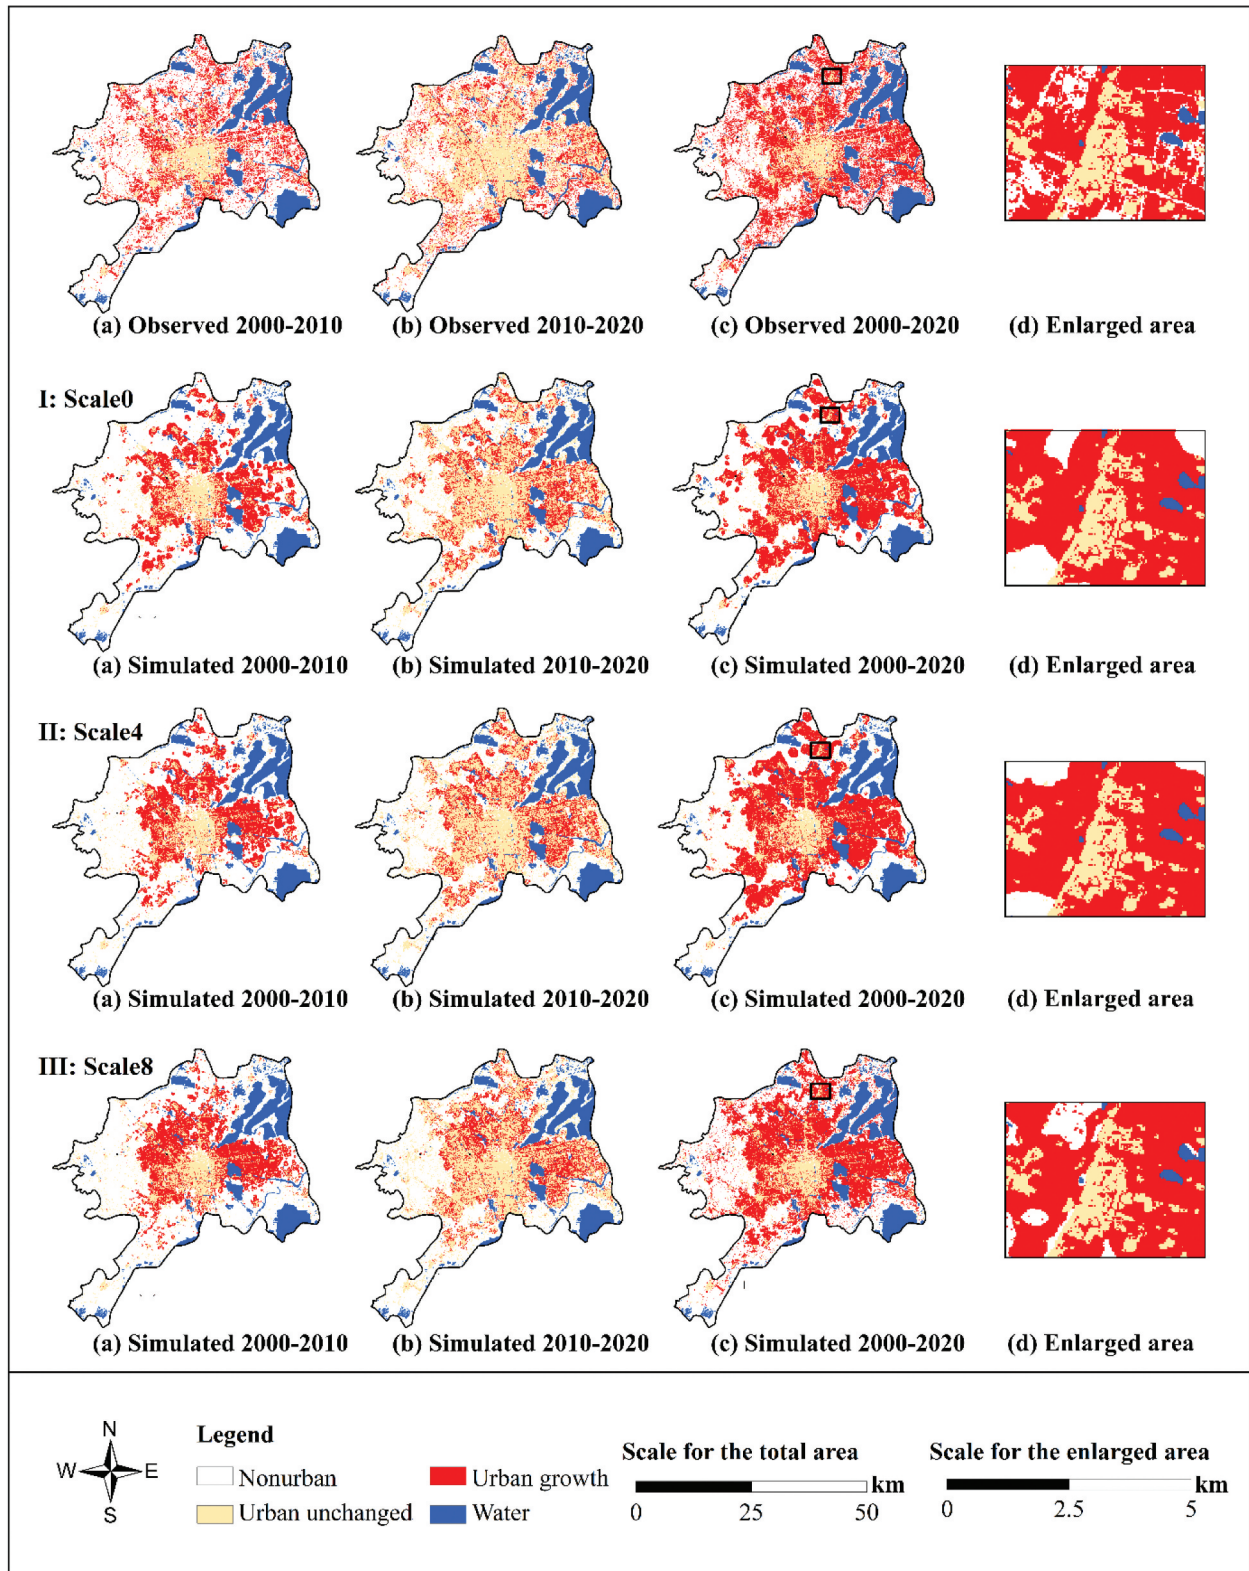 (a) Observed 2000-2010
(b) Observed 2010-2020
(c) Observed 2000-2020
(d) Enlarged area
I: Scale0
(a) Simulated 2000-2010
(b) Simulated 2010-2020
(c) Simulated 2000-2020
(d) Enlarged area
II: Scale4
(a) Simulated 2000-2010
(b) Simulated 2010-2020
(c) Simulated 2000-2020
(d) Enlarged area
III: Scale8
(a) Simulated 2000-2010
(b) Simulated 2010-2020
(c) Simulated 2000-2020
(d) Enlarged area
N
W E
S
Legend
Nonurban
Urban growth
Urban unchanged
Water
Scale for the total area
km
0 25 50
Scale for the enlarged area
km
0 2.5 5